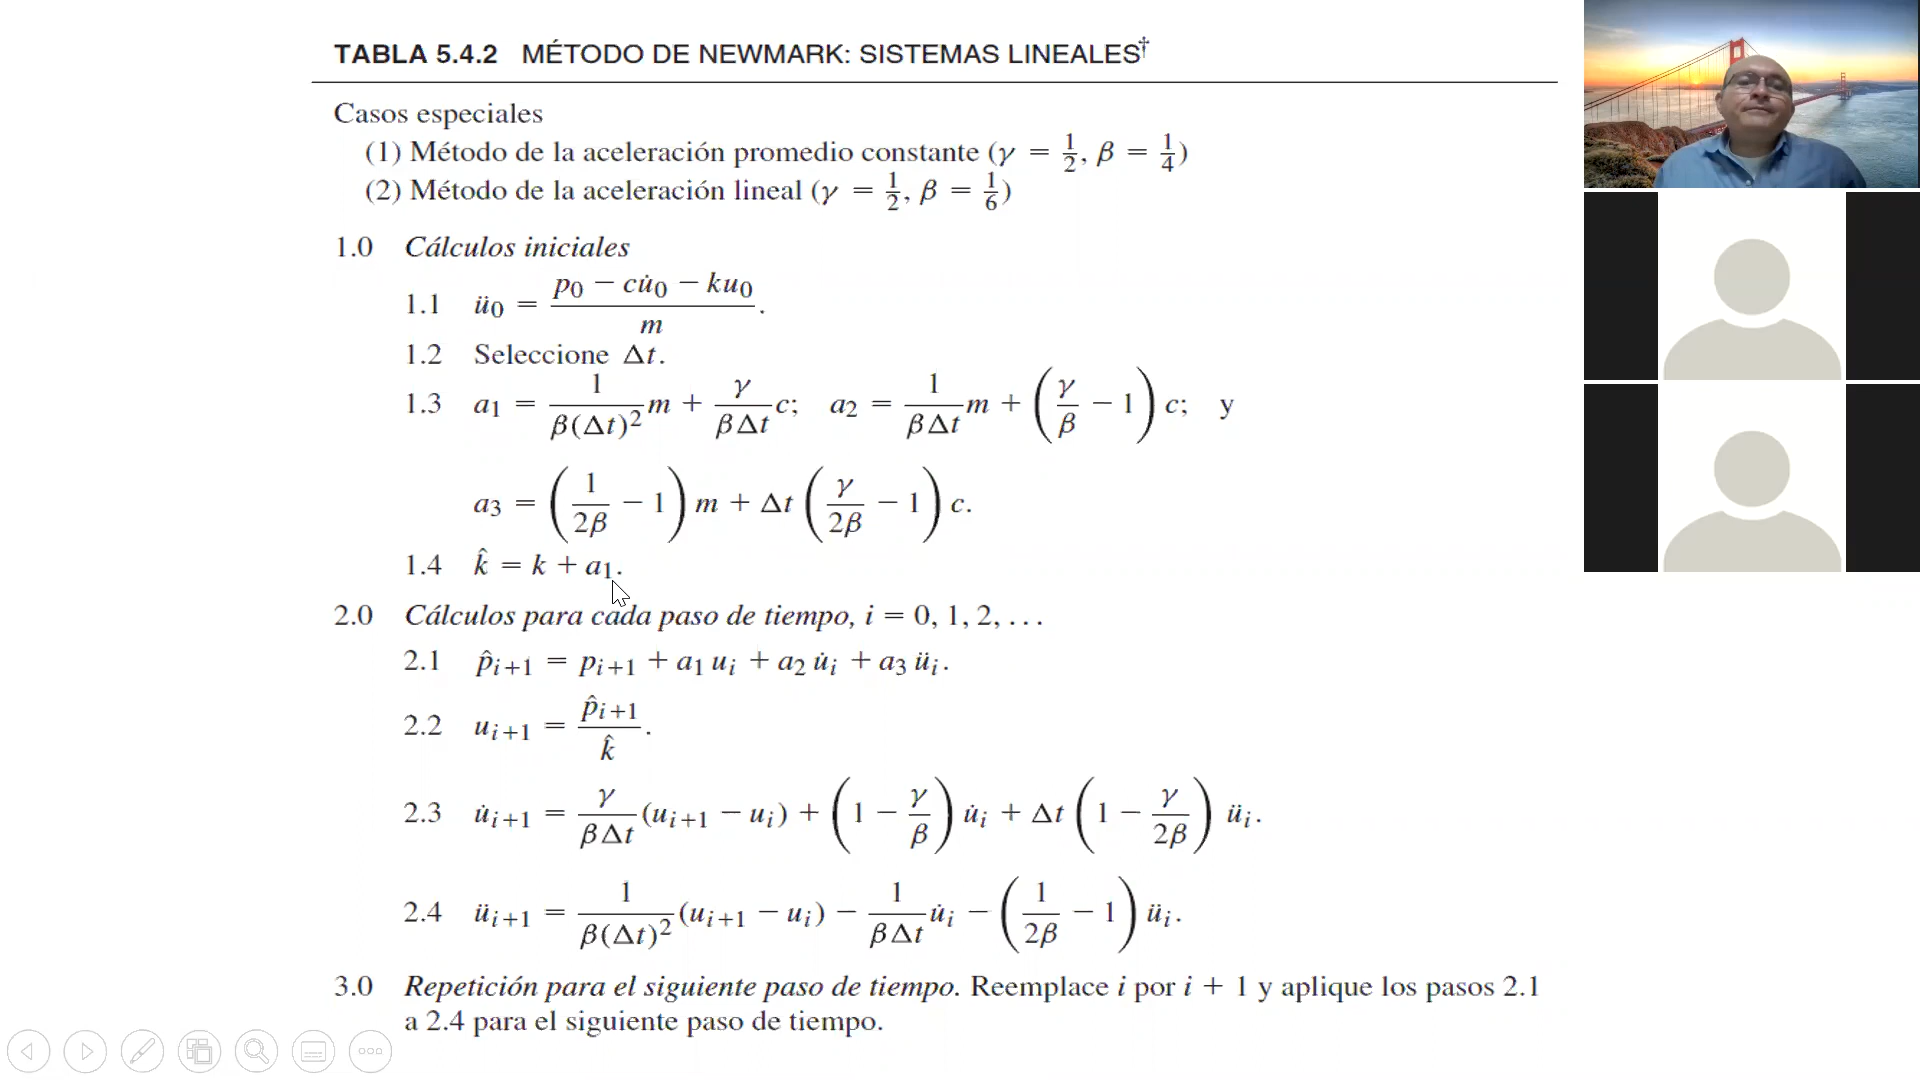 TABLA 5.4.2 MÉTODO DE NEWMARK: SISTEMAS LINEALES†
Casos especiales
(1) Método de la aceleración promedio constante (γ = 1/2, β = 1/4)
(2) Método de la aceleración lineal (γ = 1/2, β = 1/6)
1.0 Cálculos iniciales
1.1 ü₀ = (p₀ − cu̇₀ − ku₀)/m.
1.2 Seleccione Δt.
1.3 a₁ = 1/(β(Δt)²) m + γ/(βΔt) c; a₂ = 1/(βΔt) m + (γ/β − 1) c; y
a₃ = (1/(2β) − 1) m + Δt (γ/(2β) − 1) c.
1.4 k̂ = k + a₁.
2.0 Cálculos para cada paso de tiempo, i = 0, 1, 2, ...
2.1 p̂ᵢ₊₁ = pᵢ₊₁ + a₁ uᵢ + a₂ u̇ᵢ + a₃ üᵢ.
2.2 uᵢ₊₁ = p̂ᵢ₊₁/k̂.
2.3 u̇ᵢ₊₁ = γ/(βΔt) (uᵢ₊₁ − uᵢ) + (1 − γ/β) u̇ᵢ + Δt (1 − γ/(2β)) üᵢ.
2.4 üᵢ₊₁ = 1/(β(Δt)²) (uᵢ₊₁ − uᵢ) − 1/(βΔt) u̇ᵢ − (1/(2β) − 1) üᵢ.
3.0 Repetición para el siguiente paso de tiempo. Reemplace i por i + 1 y aplique los pasos 2.1
a 2.4 para el siguiente paso de tiempo.